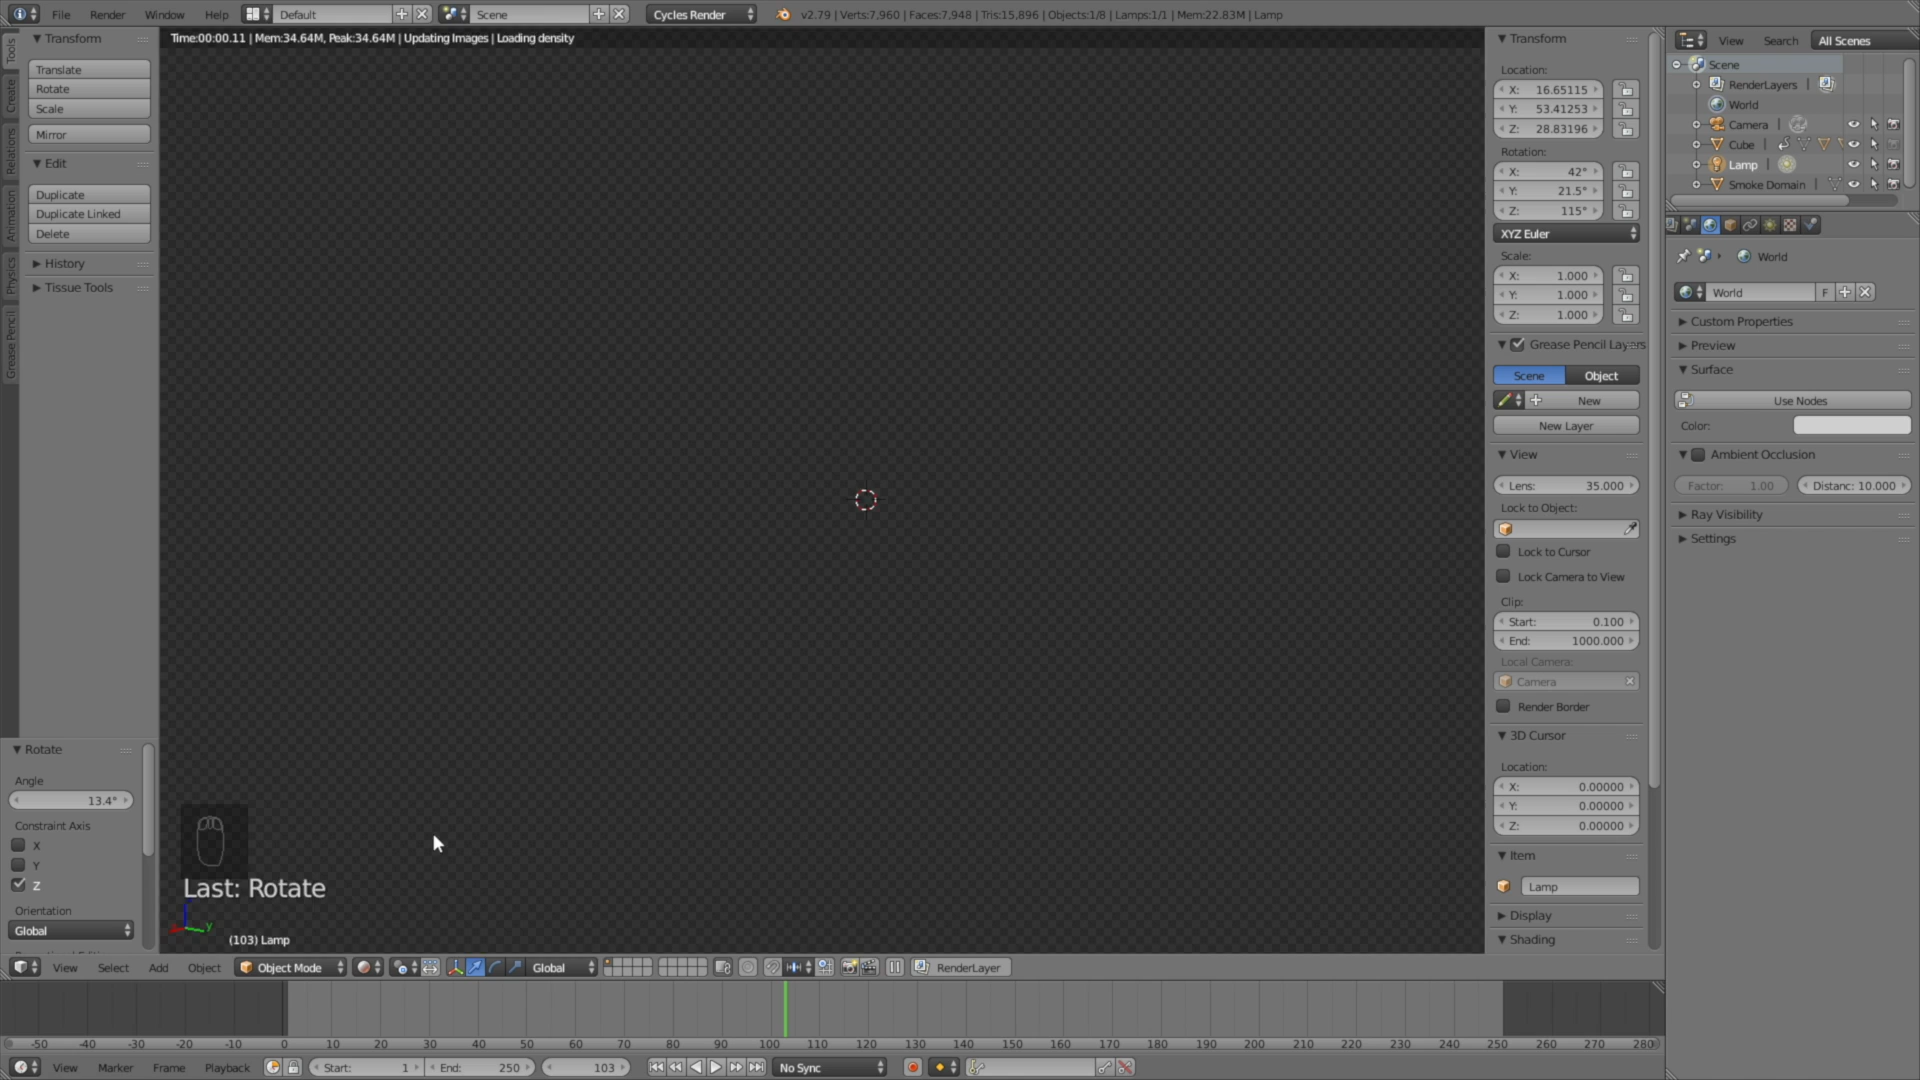 File Render Window Help Default Scene Cycles Render v2.79 | Verts:7,960 | Faces:7,948 | Tris:15,896 | Objects:1/8 | Lamps:1/1 | Mem:22.83M | Lamp
Time:00:00.11 | Mem:34.64M, Peak:34.64M | Updating Images | Loading density
Tools
Create
Relations
Animation
Physics
Grease Pencil
Transform
Translate
Rotate
Scale
Mirror
Edit
Duplicate
Duplicate Linked
Delete
History
Tissue Tools
Rotate
Angle
13.4°
Constraint Axis
X
Y
Z
Orientation
Global
Last: Rotate
(103) Lamp
y
Transform
Location:
X: 16.65115
Y: 53.41253
Z: 28.83196
Rotation:
X: 42°
Y: 21.5°
Z: 115°
XYZ Euler
Scale:
X: 1.000
Y: 1.000
Z: 1.000
Grease Pencil Layers
Scene Object
New
New Layer
View
Lens: 35.000
Lock to Object:
Lock to Cursor
Lock Camera to View
Clip:
Start: 0.100
End: 1000.000
Local Camera:
Camera
Render Border
3D Cursor
Location:
X: 0.00000
Y: 0.00000
Z: 0.00000
Item
Lamp
Display
Shading
View Search All Scenes
Scene
RenderLayers |
World
Camera |
Cube |
Lamp |
Smoke Domain |
World
World F
Custom Properties
Preview
Surface
Use Nodes
Color:
Ambient Occlusion
Factor: 1.00 Distanc: 10.000
Ray Visibility
Settings
View Select Add Object Object Mode Global RenderLayer
-50 -40 -30 -20 -10 0 10 20 30 40 50 60 70 80 90 100 110 120 130 140 150 160 170 180 190 200 210 220 230 240 250 260 270 280
View Marker Frame Playback Start: 1 End: 250 103 No Sync